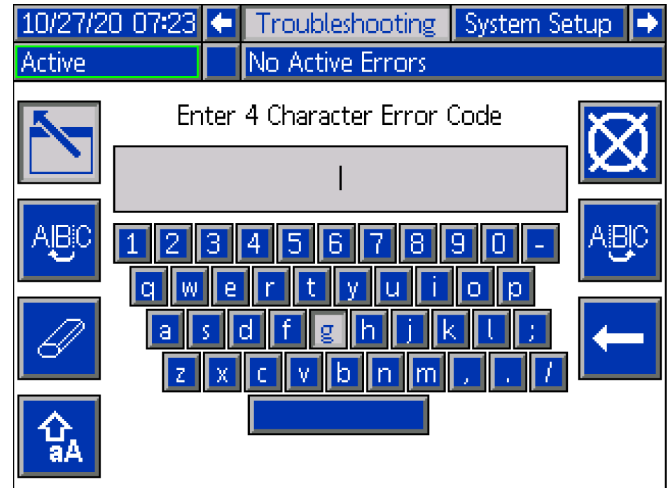 10/27/20 07:23 Troubleshooting System Setup
Active No Active Errors
Enter 4 Character Error Code
A|B|C 1 2 3 4 5 6 7 8 9 0 - A|B|C
q w e r t y u i o p
a s d f g h j k l ;
z x c v b n m , . /
aA